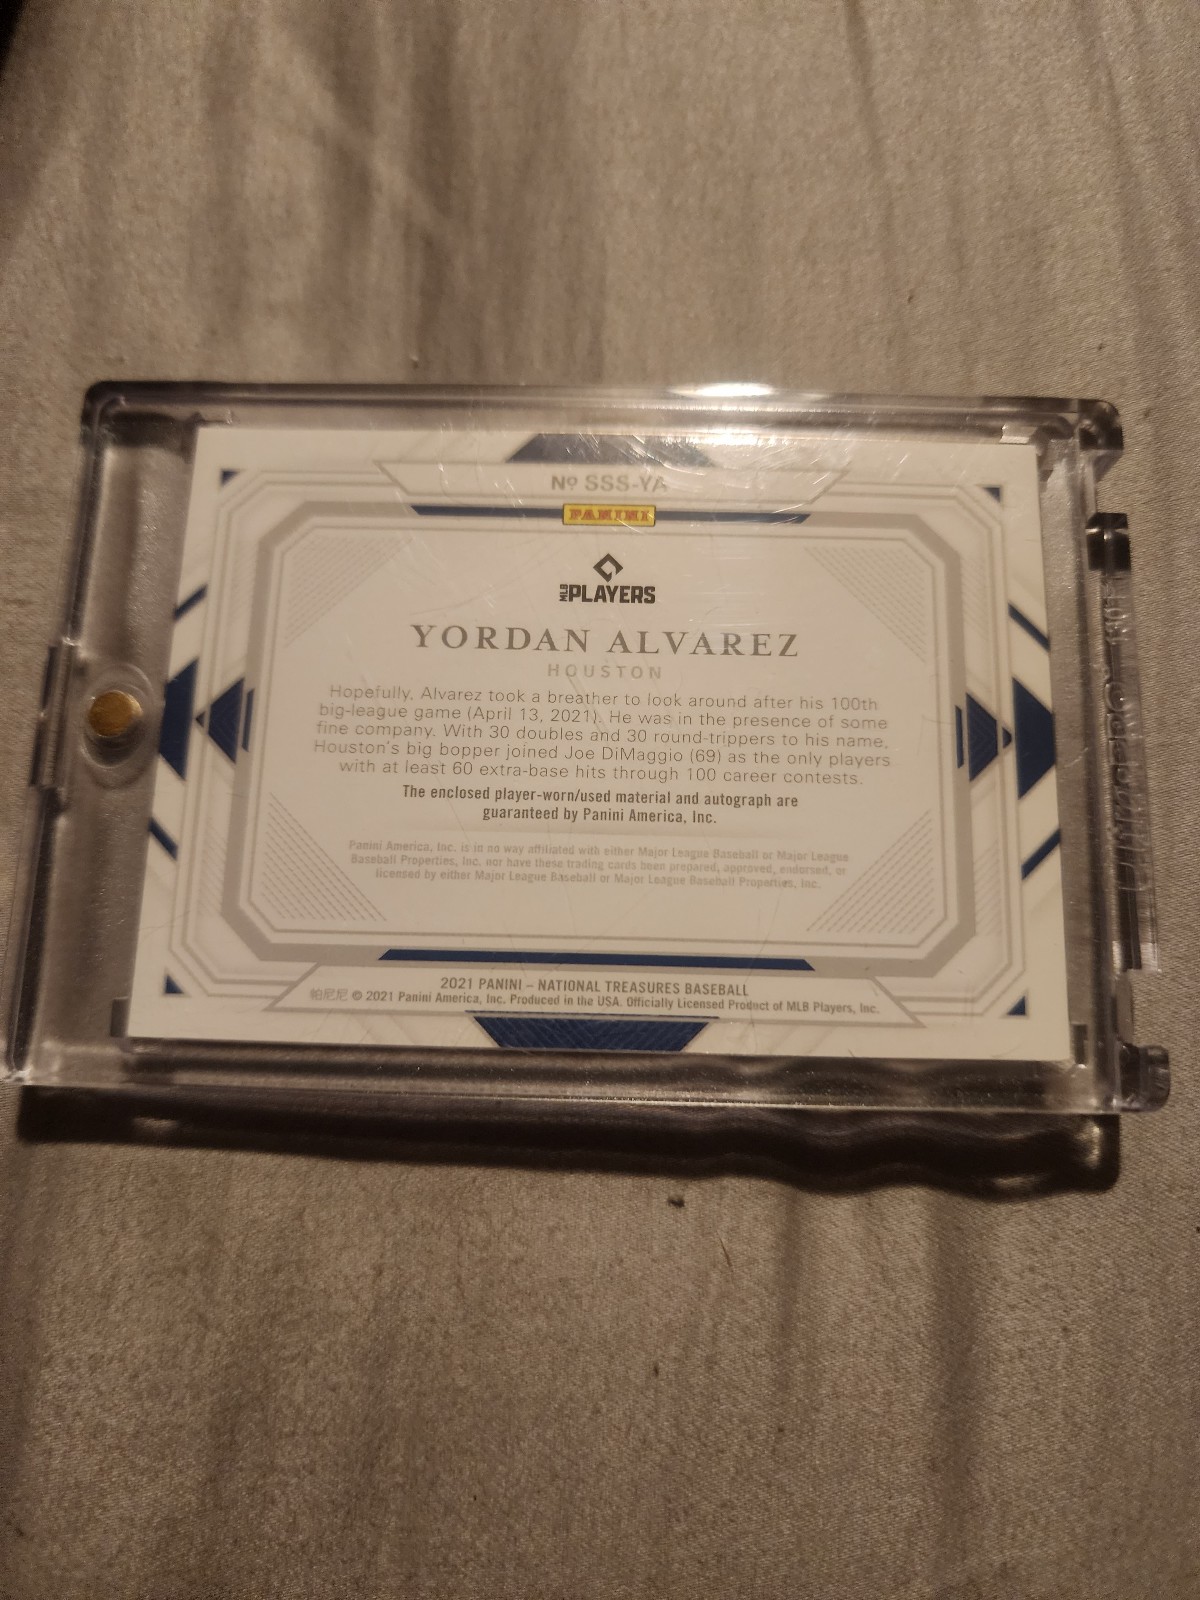 Nº SSS-YA
PANINI
MLB PLAYERS
YORDAN ALVAREZ
HOUSTON
Hopefully, Alvarez took a breather to look around after his 100th
big-league game (April 13, 2021). He was in the presence of some
fine company. With 30 doubles and 30 round-trippers to his name,
Houston's big bopper joined Joe DiMaggio (69) as the only players
with at least 60 extra-base hits through 100 career contests.
The enclosed player-worn/used material and autograph are
guaranteed by Panini America, Inc.
Panini America, Inc. is in no way affiliated with either Major League Baseball or Major League
Baseball Properties, Inc. nor have these trading cards been prepared, approved, endorsed, or
licensed by either Major League Baseball or Major League Baseball Properties, Inc.
2021 PANINI – NATIONAL TREASURES BASEBALL
帕尼尼 © 2021 Panini America, Inc. Produced in the USA. Officially Licensed Product of MLB Players, Inc.